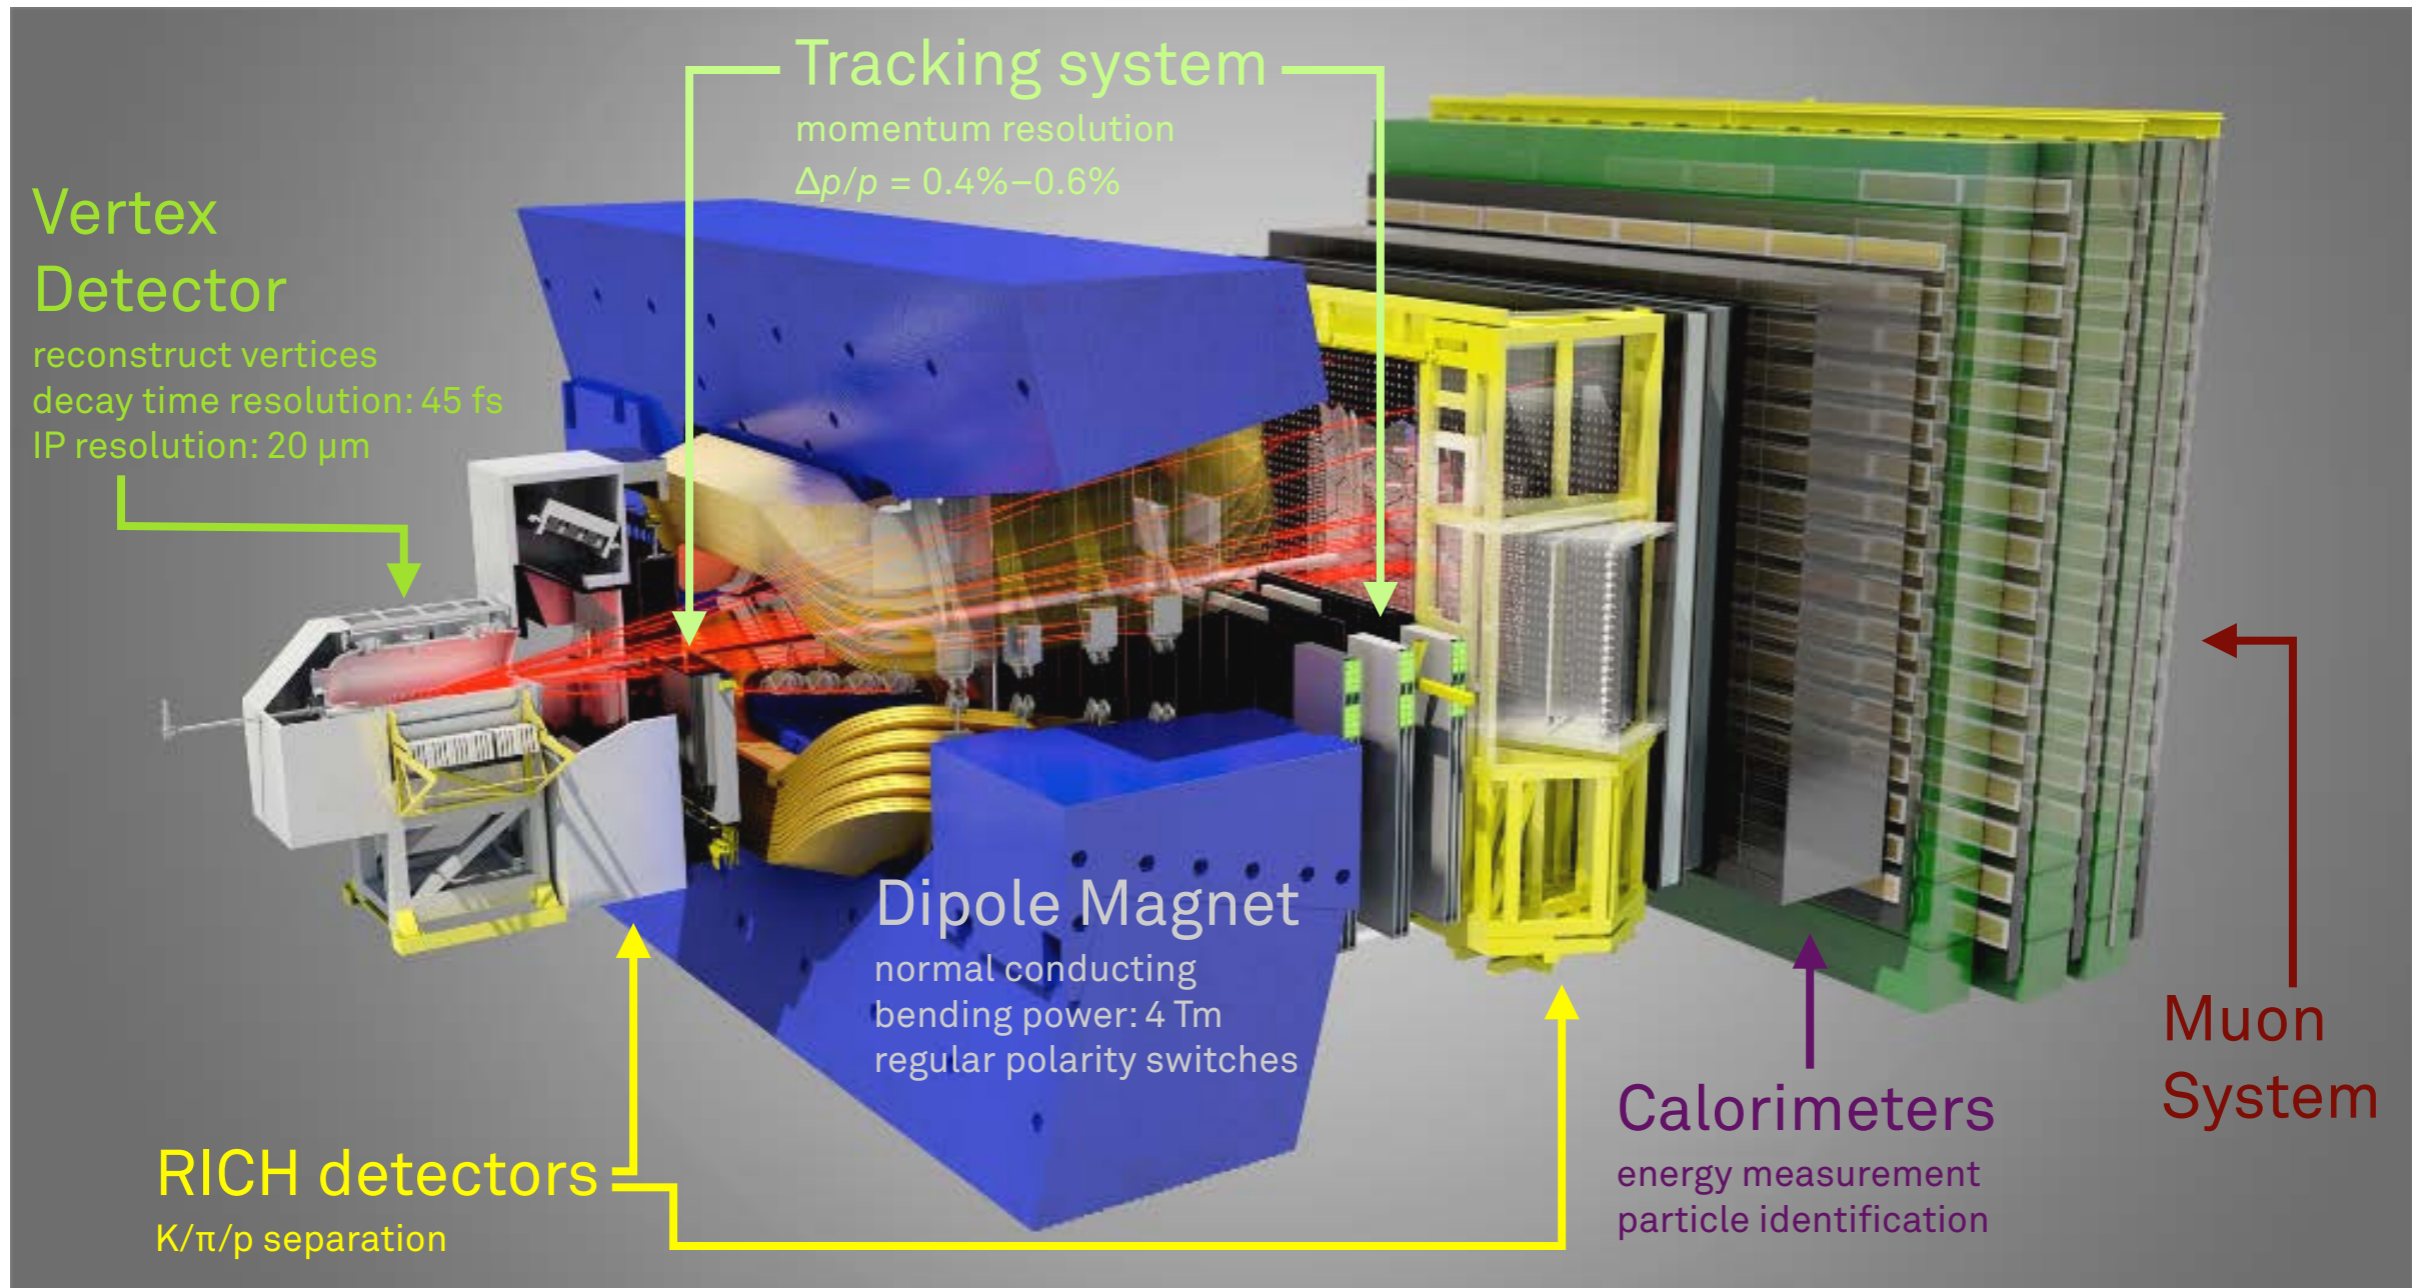 Tracking system
momentum resolution
Δp/p = 0.4%–0.6%
Vertex
Detector
reconstruct vertices
decay time resolution: 45 fs
IP resolution: 20 μm
Dipole Magnet
normal conducting
bending power: 4 Tm
regular polarity switches
Muon
System
Calorimeters
energy measurement
particle identification
RICH detectors
K/π/p separation